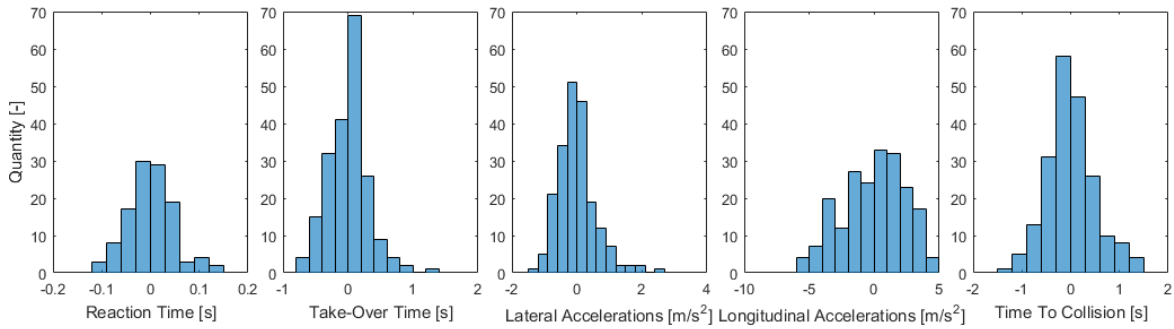 70 70 70 70 70
60 60 60 60 60
50 50 50 50 50
40 40 40 40 40
30 30 30 30 30
20 20 20 20 20
10 10 10 10 10
0 0 0 0 0
Quantity [-]
-0.2 -0.1 0 0.1 0.2
Reaction Time [s]
-1 0 1 2
Take-Over Time [s]
-2 0 2 4
Lateral Accelerations [m/s²]
-10 -5 0 5
Longitudinal Accelerations [m/s²]
-2 -1 0 1 2
Time To Collision [s]